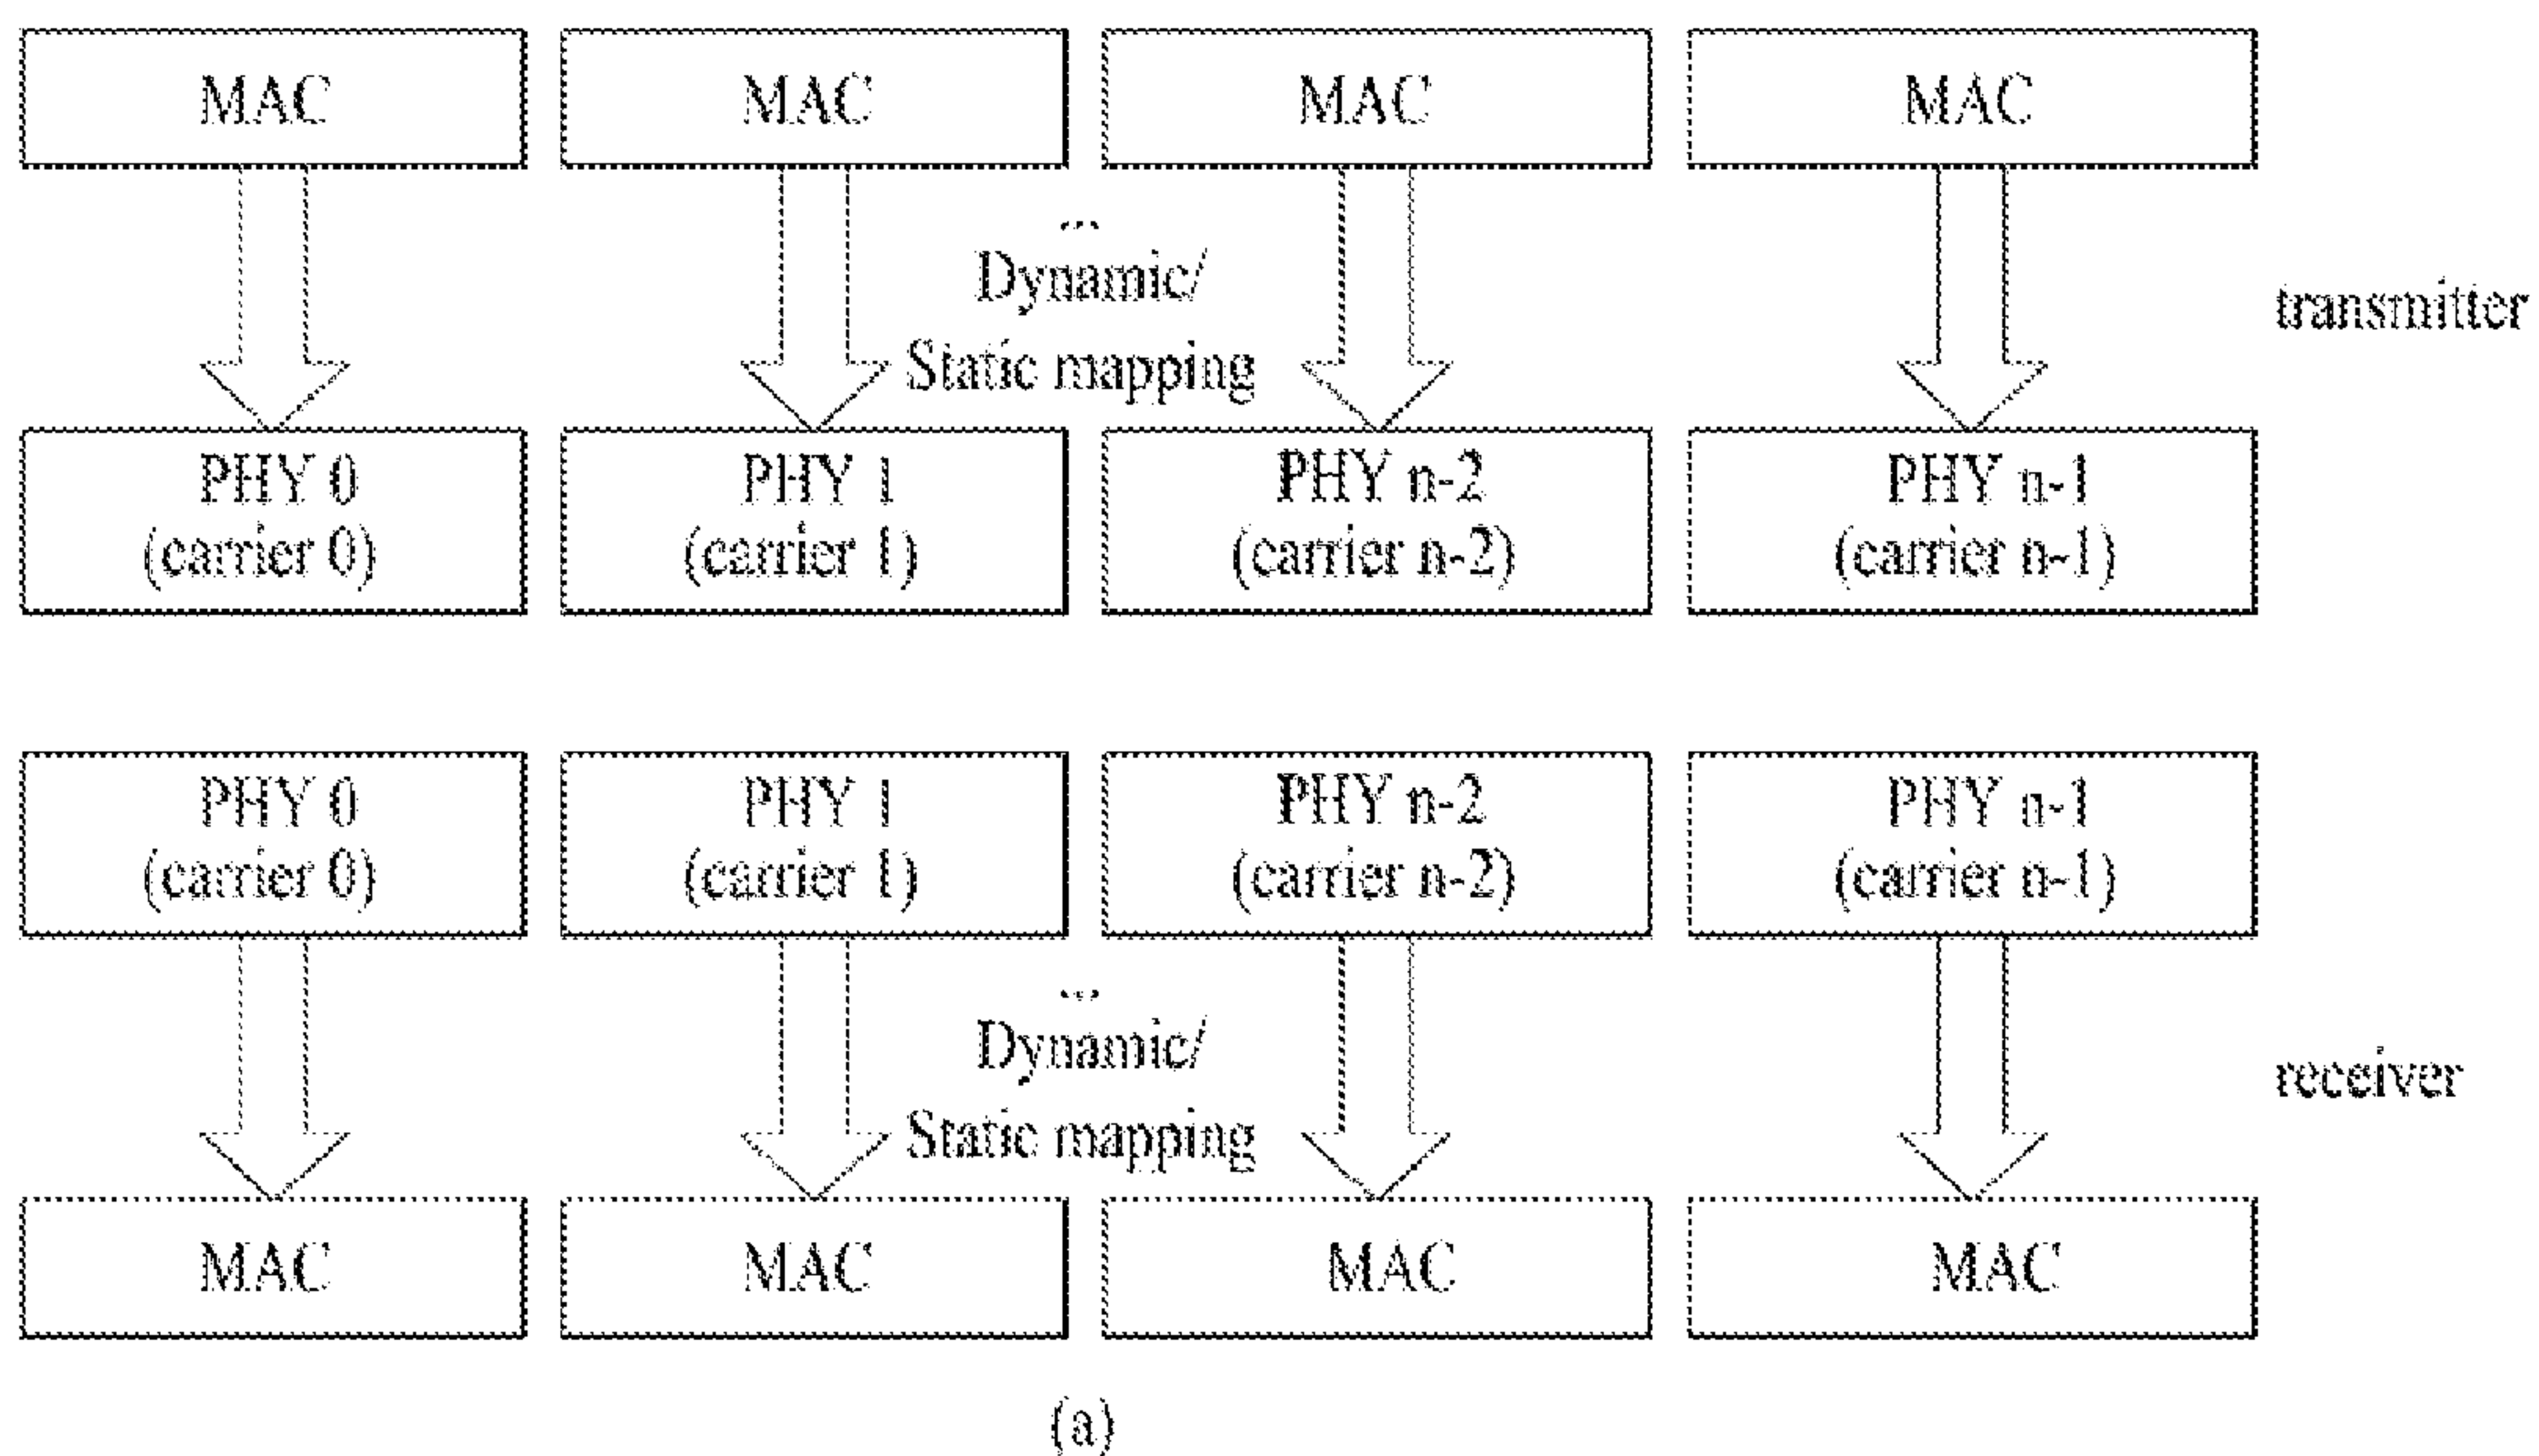 MAC MAC MAC MAC
...
Dynamic/
Static mapping
transmitter
PHY 0 PHY 1 PHY n-2 PHY n-1
(carrier 0) (carrier 1) (carrier n-2) (carrier n-1)
PHY 0 PHY 1 PHY n-2 PHY n-1
(carrier 0) (carrier 1) (carrier n-2) (carrier n-1)
...
Dynamic/
Static mapping
receiver
MAC MAC MAC MAC
(a)